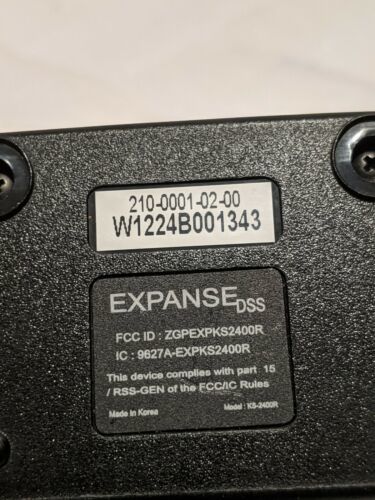 210-0001-02-00
W1224B001343
EXPANSE DSS
FCC ID : ZGPEXPKS2400R
IC : 9627A-EXPKS2400R
This device complies with part 15
/ RSS-GEN of the FCC/IC Rules
Made in Korea
Model : KS-2400R